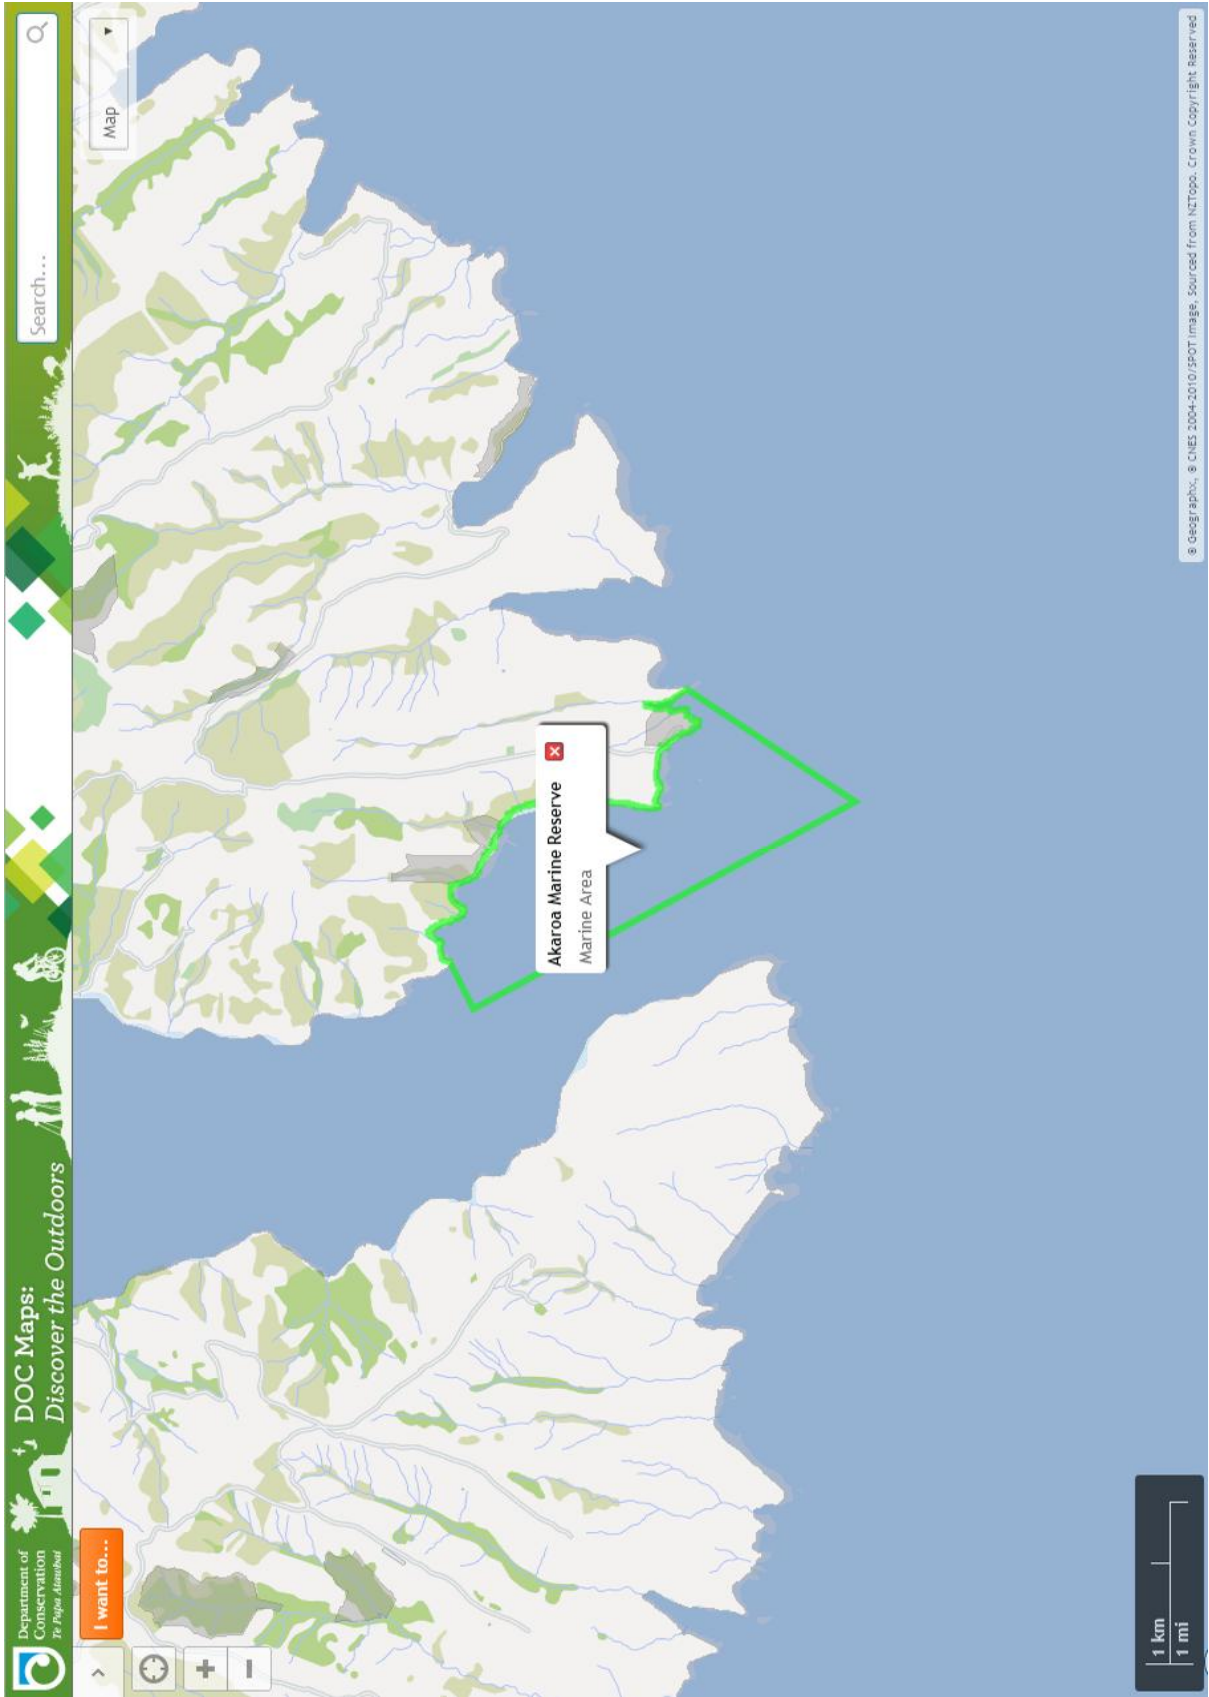 Department of
Conservation
Te Papa Atawhai
DOC Maps:
Discover the Outdoors
Search...
I want to...
Map
Akaroa Marine Reserve
Marine Area
1 km
1 mi
© Geographx, © CNES 2004-2010/SPOT Image, Sourced from NZTopo. Crown Copyright Reserved